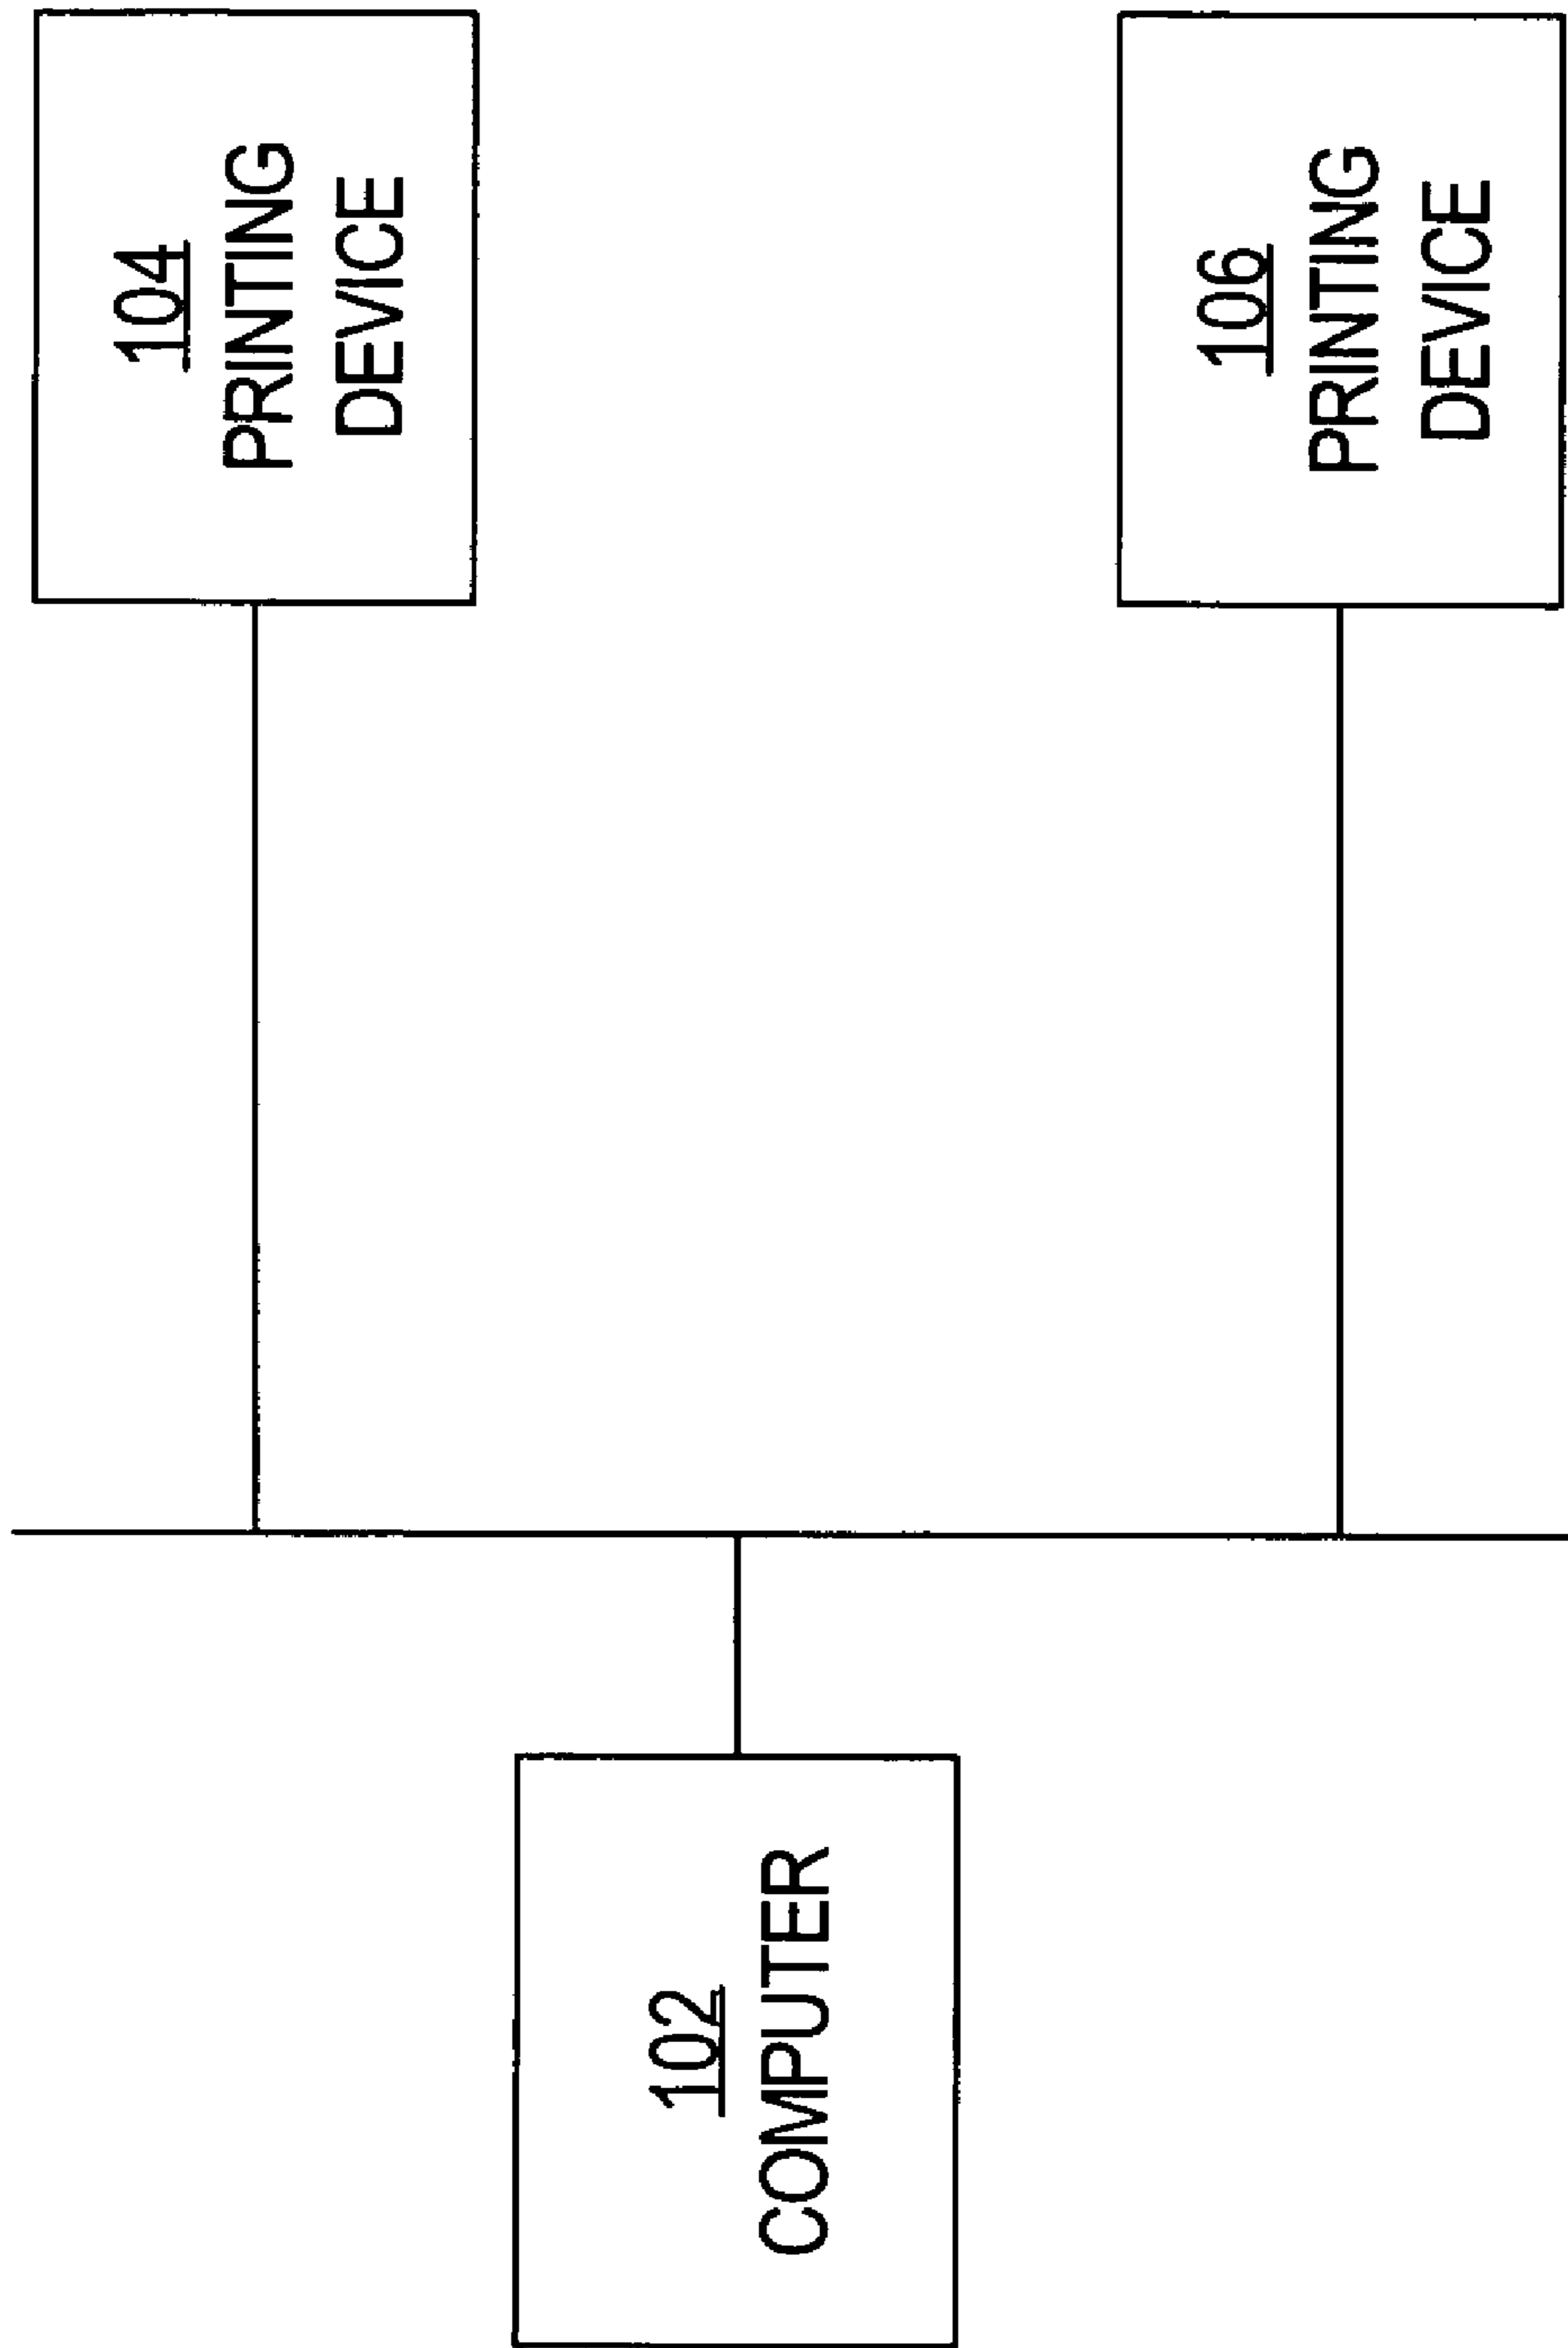 104
PRINTING
DEVICE
106
PRINTING
DEVICE
102
COMPUTER